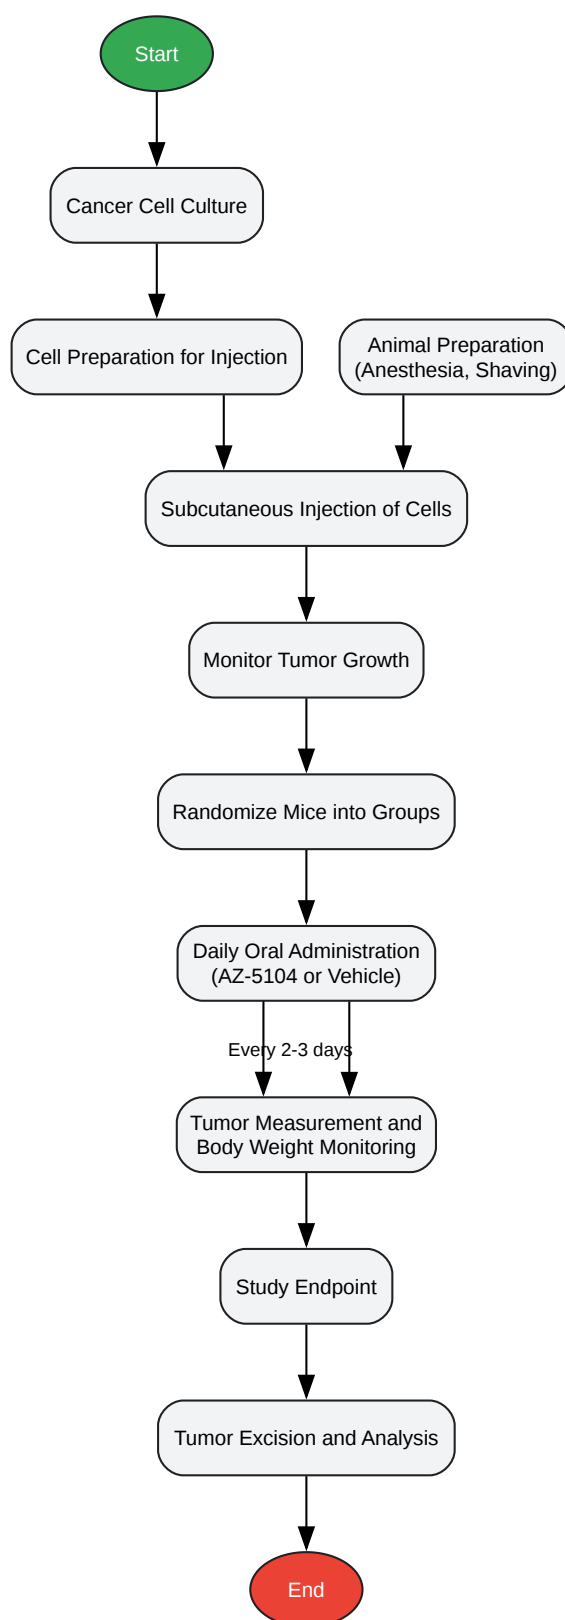 Start
Cancer Cell Culture
Cell Preparation for Injection
Animal Preparation
(Anesthesia, Shaving)
Subcutaneous Injection of Cells
Monitor Tumor Growth
Randomize Mice into Groups
Daily Oral Administration
(AZ-5104 or Vehicle)
Every 2-3 days
Tumor Measurement and
Body Weight Monitoring
Study Endpoint
Tumor Excision and Analysis
End